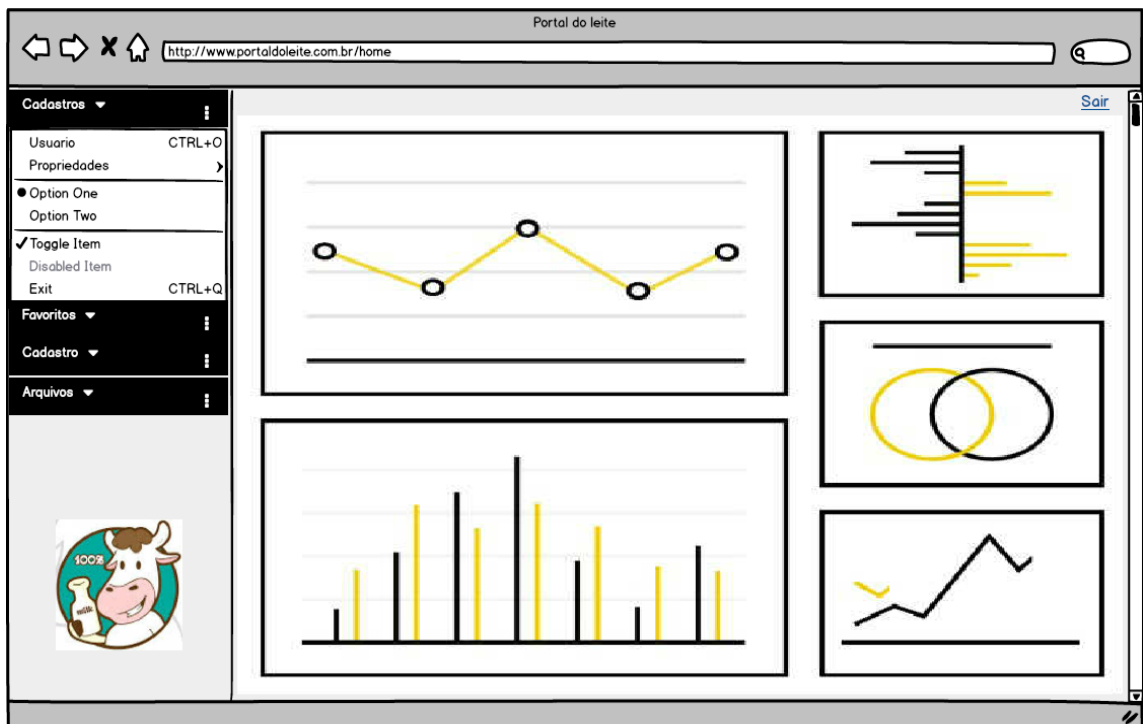 Portal do leite
http://www.portaldoleite.com.br/home
Sair
Cadastros
Usuario CTRL+O
Propriedades
Option One
Option Two
Toggle Item
Disabled Item
Exit CTRL+Q
Favoritos
Cadastro
Arquivos
100%
milk